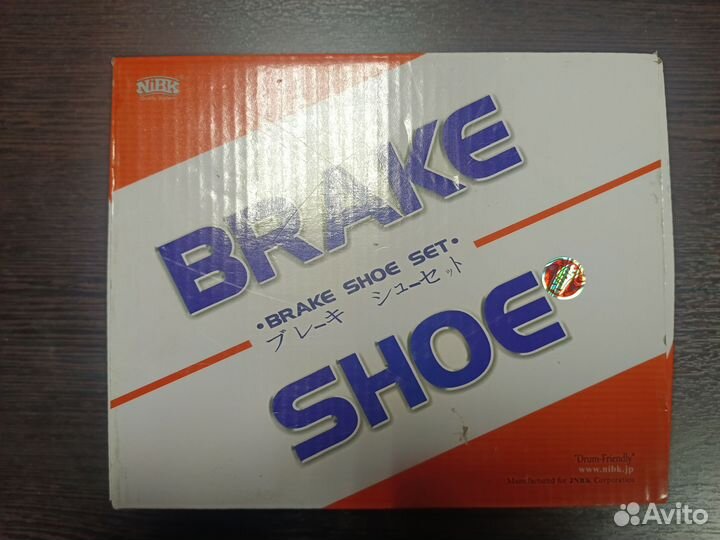 NiBK
BRAKE
•BRAKE SHOE SET•
ブレーキ シューセット
SHOE
"Drum-Friendly"
www.nibk.jp
Manufactured for JNBK Corporation
Avito